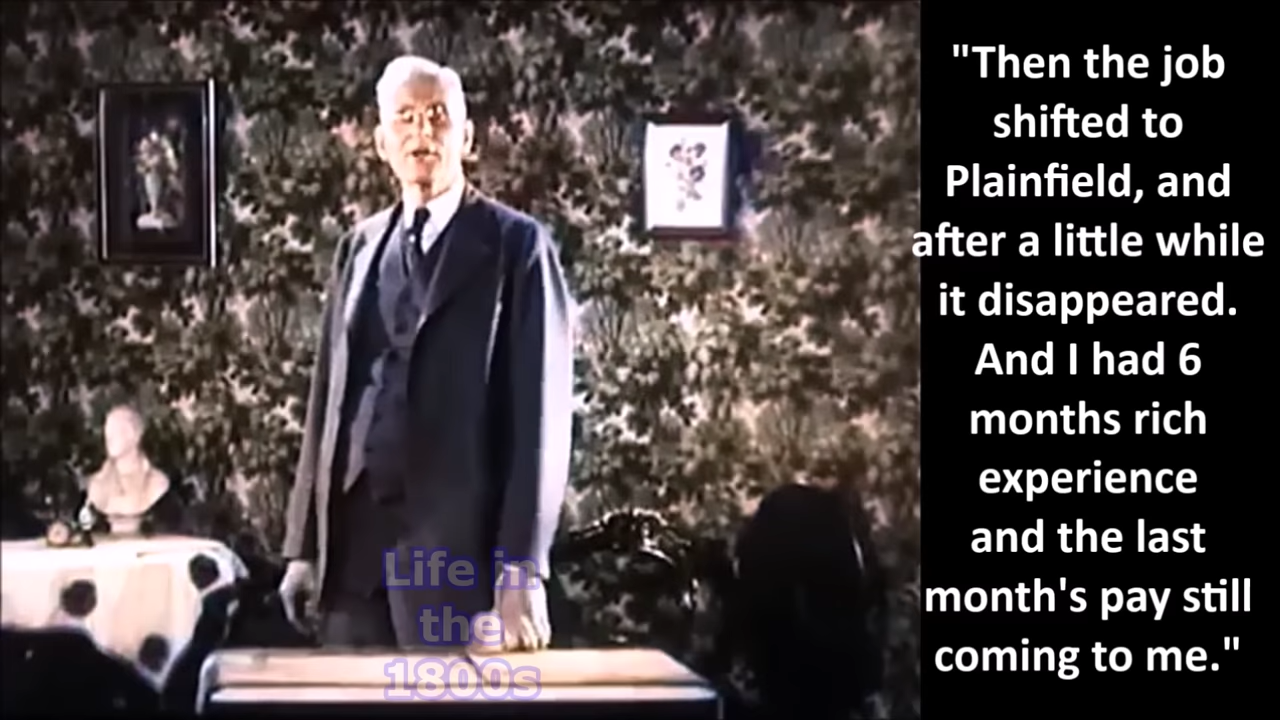 "Then the job
shifted to
Plainfield, and
after a little while
it disappeared.
And I had 6
months rich
experience
and the last
month's pay still
coming to me."
Life in
the
1800s